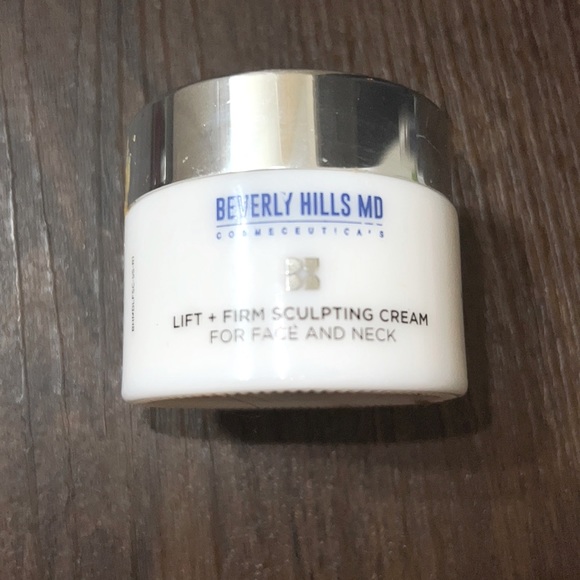 BEVERLY HILLS MD
COSMECEUTICALS
LIFT + FIRM SCULPTING CREAM
FOR FACE AND NECK